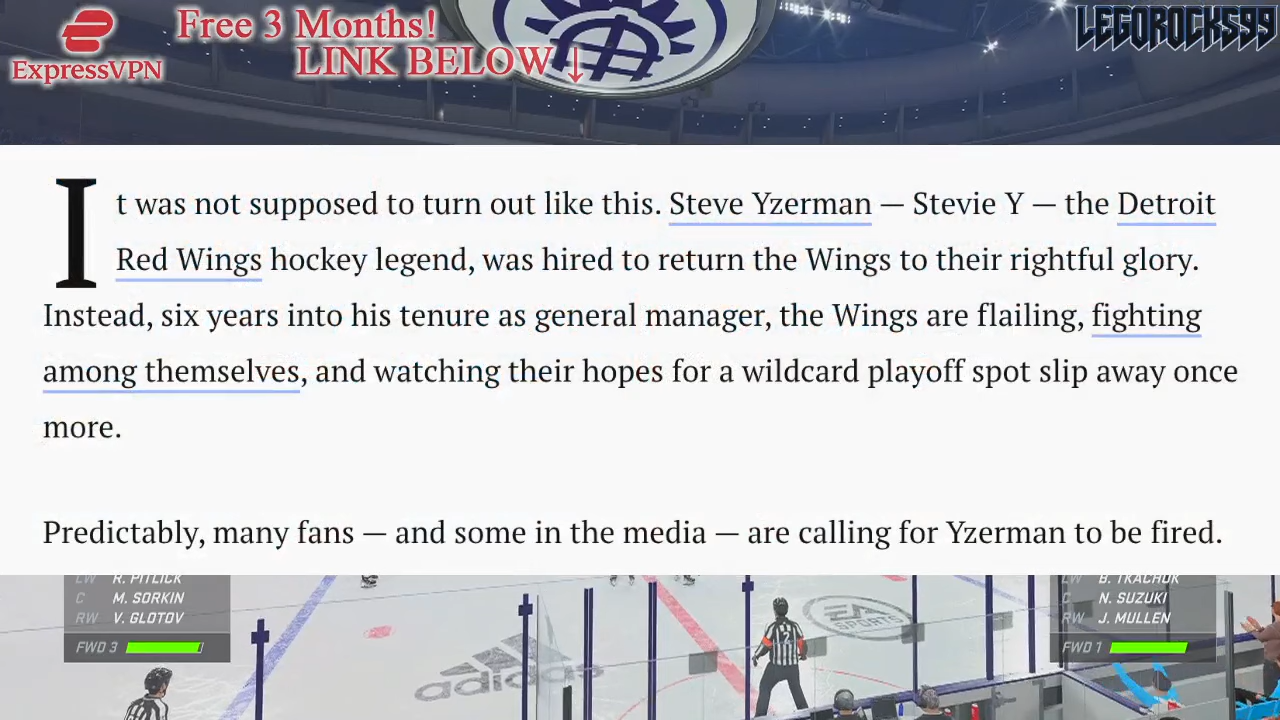 Free 3 Months!
LINK BELOW ↓
ExpressVPN
LEGOROCKS99
It was not supposed to turn out like this. Steve Yzerman — Stevie Y — the Detroit
Red Wings hockey legend, was hired to return the Wings to their rightful glory.
Instead, six years into his tenure as general manager, the Wings are flailing, fighting
among themselves, and watching their hopes for a wildcard playoff spot slip away once
more.
Predictably, many fans — and some in the media — are calling for Yzerman to be fired.
LW R. PITLICK
C M. SORKIN
RW V. GLOTOV
FWD 3
LW B. TKACHUK
C N. SUZUKI
RW J. MULLEN
FWD 1
adidas
EA
SPORTS